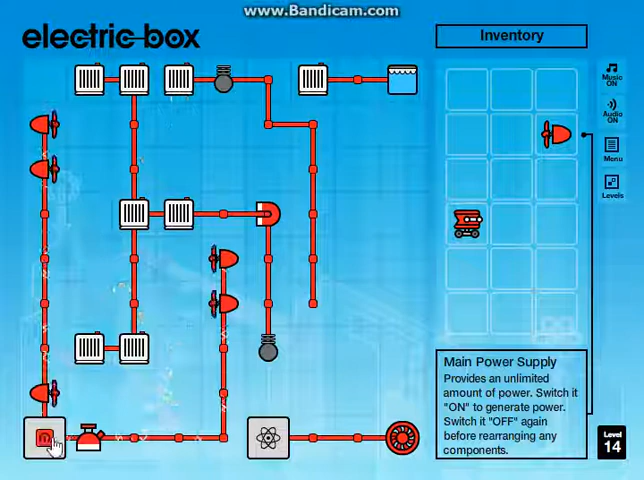 www.Bandicam.com
electric box
Inventory
Music
ON
Audio
ON
Menu
Levels
Main Power Supply
Provides an unlimited
amount of power. Switch it
"ON" to generate power.
Switch it "OFF" again
before rearranging any
components.
Level
14